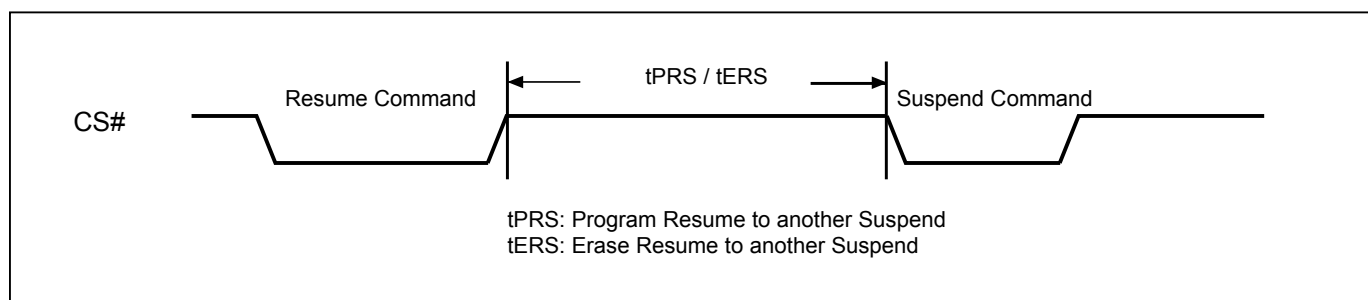 tPRS / tERS
Resume Command
Suspend Command
CS#
tPRS: Program Resume to another Suspend
tERS: Erase Resume to another Suspend